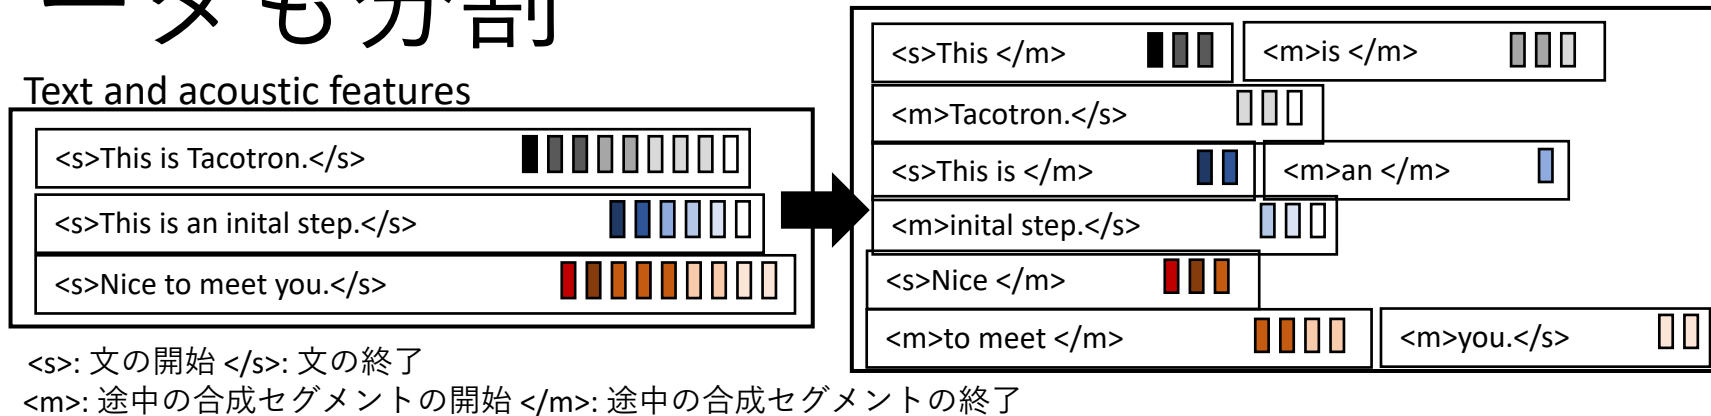 ータも分割
Text and acoustic features
<s>This is Tacotron.</s>
<s>This is an inital step.</s>
<s>Nice to meet you.</s>
<s>This </m>
<m>is </m>
<m>Tacotron.</s>
<s>This is </m>
<m>an </m>
<m>inital step.</s>
<s>Nice </m>
<m>to meet </m>
<m>you.</s>
<s>: 文の開始 </s>: 文の終了
<m>: 途中の合成セグメントの開始 </m>: 途中の合成セグメントの終了